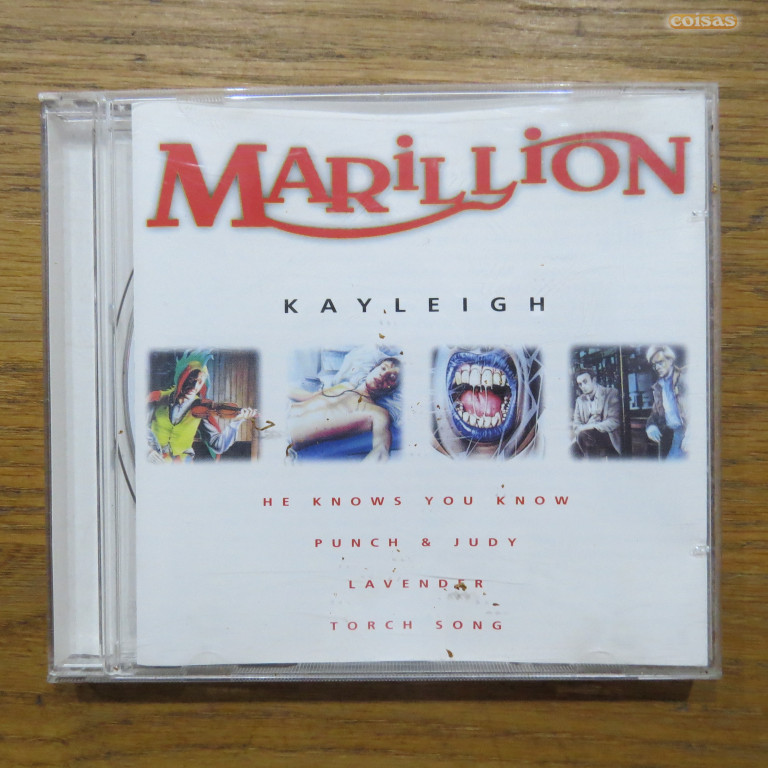 coisas
MARiLLiON
KAYLEIGH
HE KNOWS YOU KNOW
PUNCH & JUDY
LAVENDER
TORCH SONG